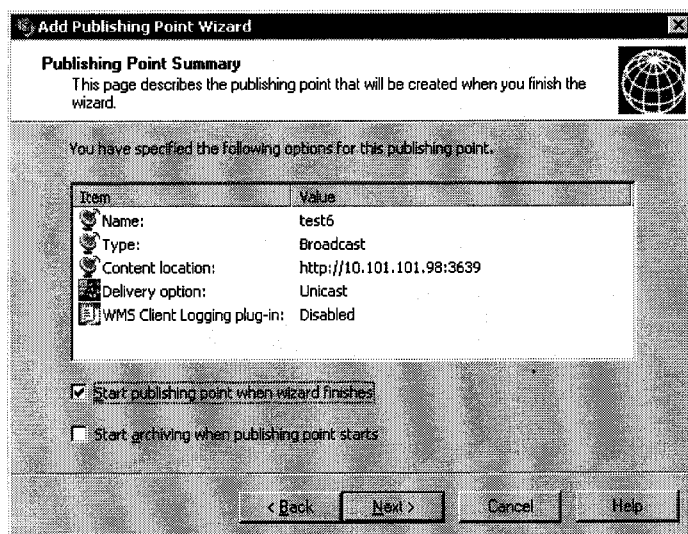 Add Publishing Point Wizard
Publishing Point Summary
This page describes the publishing point that will be created when you finish the
wizard.
You have specified the following options for this publishing point.
Item Value
Name: test6
Type: Broadcast
Content location: http://10.101.101.98:3639
Delivery option: Unicast
WMS Client Logging plug-in: Disabled
Start publishing point when wizard finishes
Start archiving when publishing point starts
< Back Next > Cancel Help